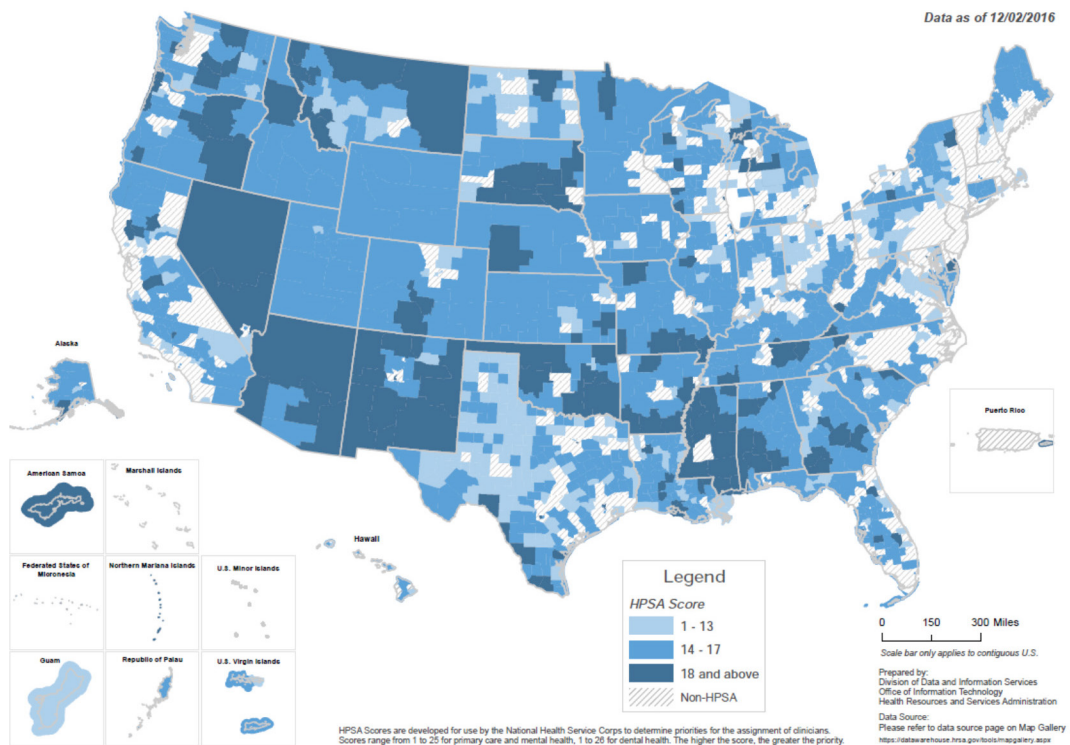 Data as of 12/02/2016
Alaska
Puerto Rico
American Samoa
Marshall Islands
Hawaii
Federated States of
Micronesia
Northern Mariana Islands
U.S. Minor Islands
Legend
HPSA Score
1 - 13
14 - 17
18 and above
Non-HPSA
0 150 300 Miles
Scale bar only applies to contiguous U.S.
Guam
Republic of Palau
U.S. Virgin Islands
Prepared by:
Division of Data and Information Services
Office of Information Technology
Health Resources and Services Administration
Data Source:
Please refer to data source page on Map Gallery
https://datawarehouse.hrsa.gov/tools/mapgallery.aspx
HPSA Scores are developed for use by the National Health Service Corps to determine priorities for the assignment of clinicians.
Scores range from 1 to 25 for primary care and mental health, 1 to 26 for dental health. The higher the score, the greater the priority.